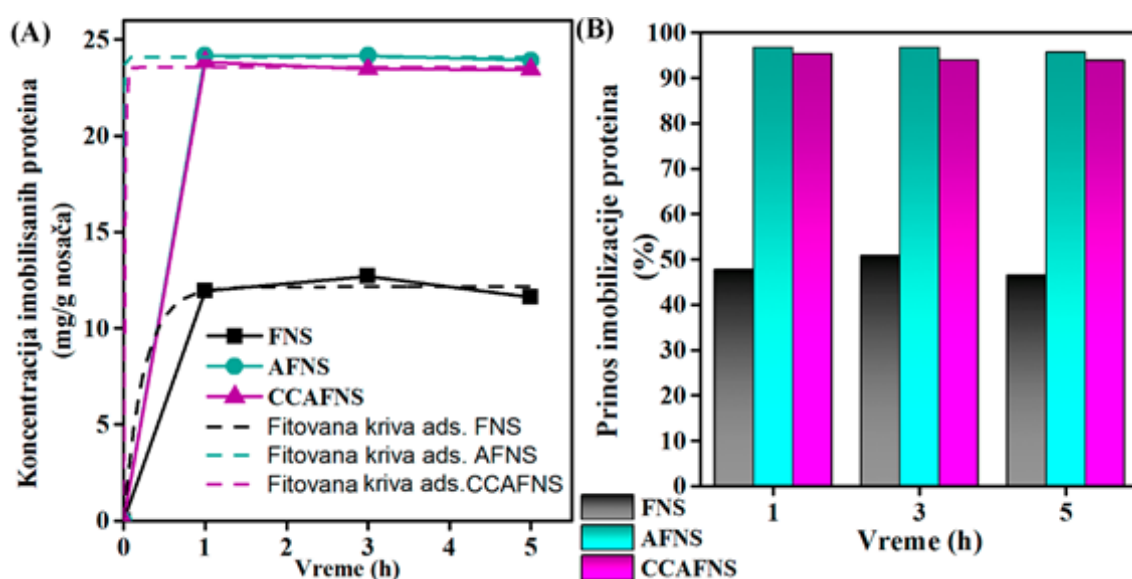 (A)
Koncentracija imobilisanih proteina
(mg/g nosača)
25
20
15
10
5
0
FNS
AFNS
CCAFNS
Fitovana kriva ads. FNS
Fitovana kriva ads. AFNS
Fitovana kriva ads.CCAFNS
0
1
2
3
4
5
Vreme (h)
(B)
Prinos imobilizacije proteina
(%)
100
90
80
70
60
50
40
30
20
10
0
1
3
5
Vreme (h)
FNS
AFNS
CCAFNS